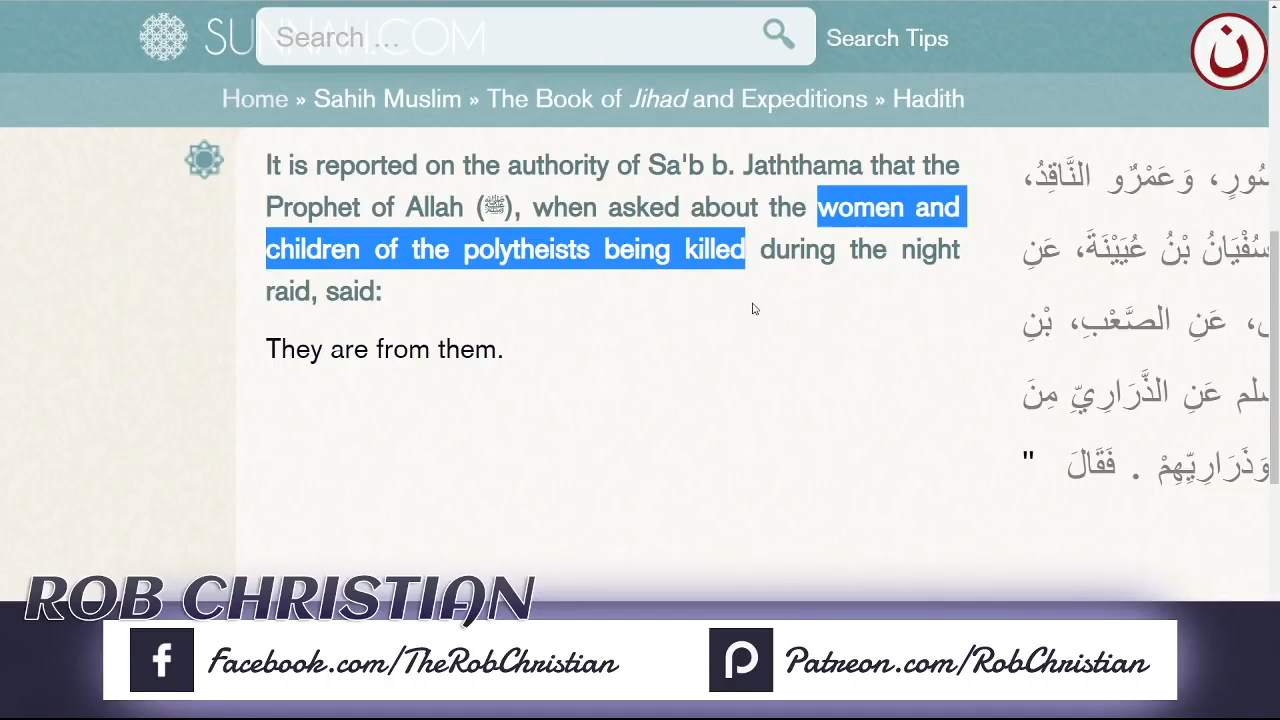 SUNNAH.COM
Search ...
Search Tips
ن
Home » Sahih Muslim » The Book of Jihad and Expeditions » Hadith
It is reported on the authority of Sa'b b. Jaththama that the
Prophet of Allah (ﷺ), when asked about the women and
children of the polytheists being killed during the night
raid, said:
They are from them.
وَعَمْرٌو النَّاقِدُ،
سُفْيَانُ بْنُ عُيَيْنَةَ، عَنِ
عَنِ الصَّعْبِ، بْنِ
عَنِ الذَّرَارِيِّ مِنَ
وَذَرَارِيِّهِمْ . فَقَالَ "
ROB CHRISTIAN
Facebook.com/TheRobChristian
Patreon.com/RobChristian